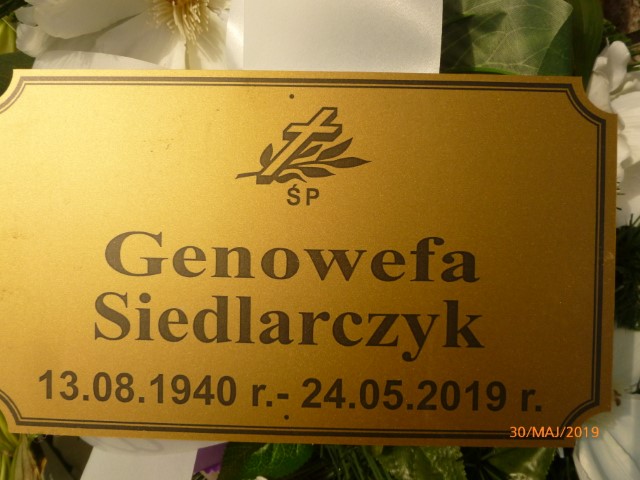 ŚP
Genowefa
Siedlarczyk
13.08.1940 r.- 24.05.2019 r.
30/MAJ/2019